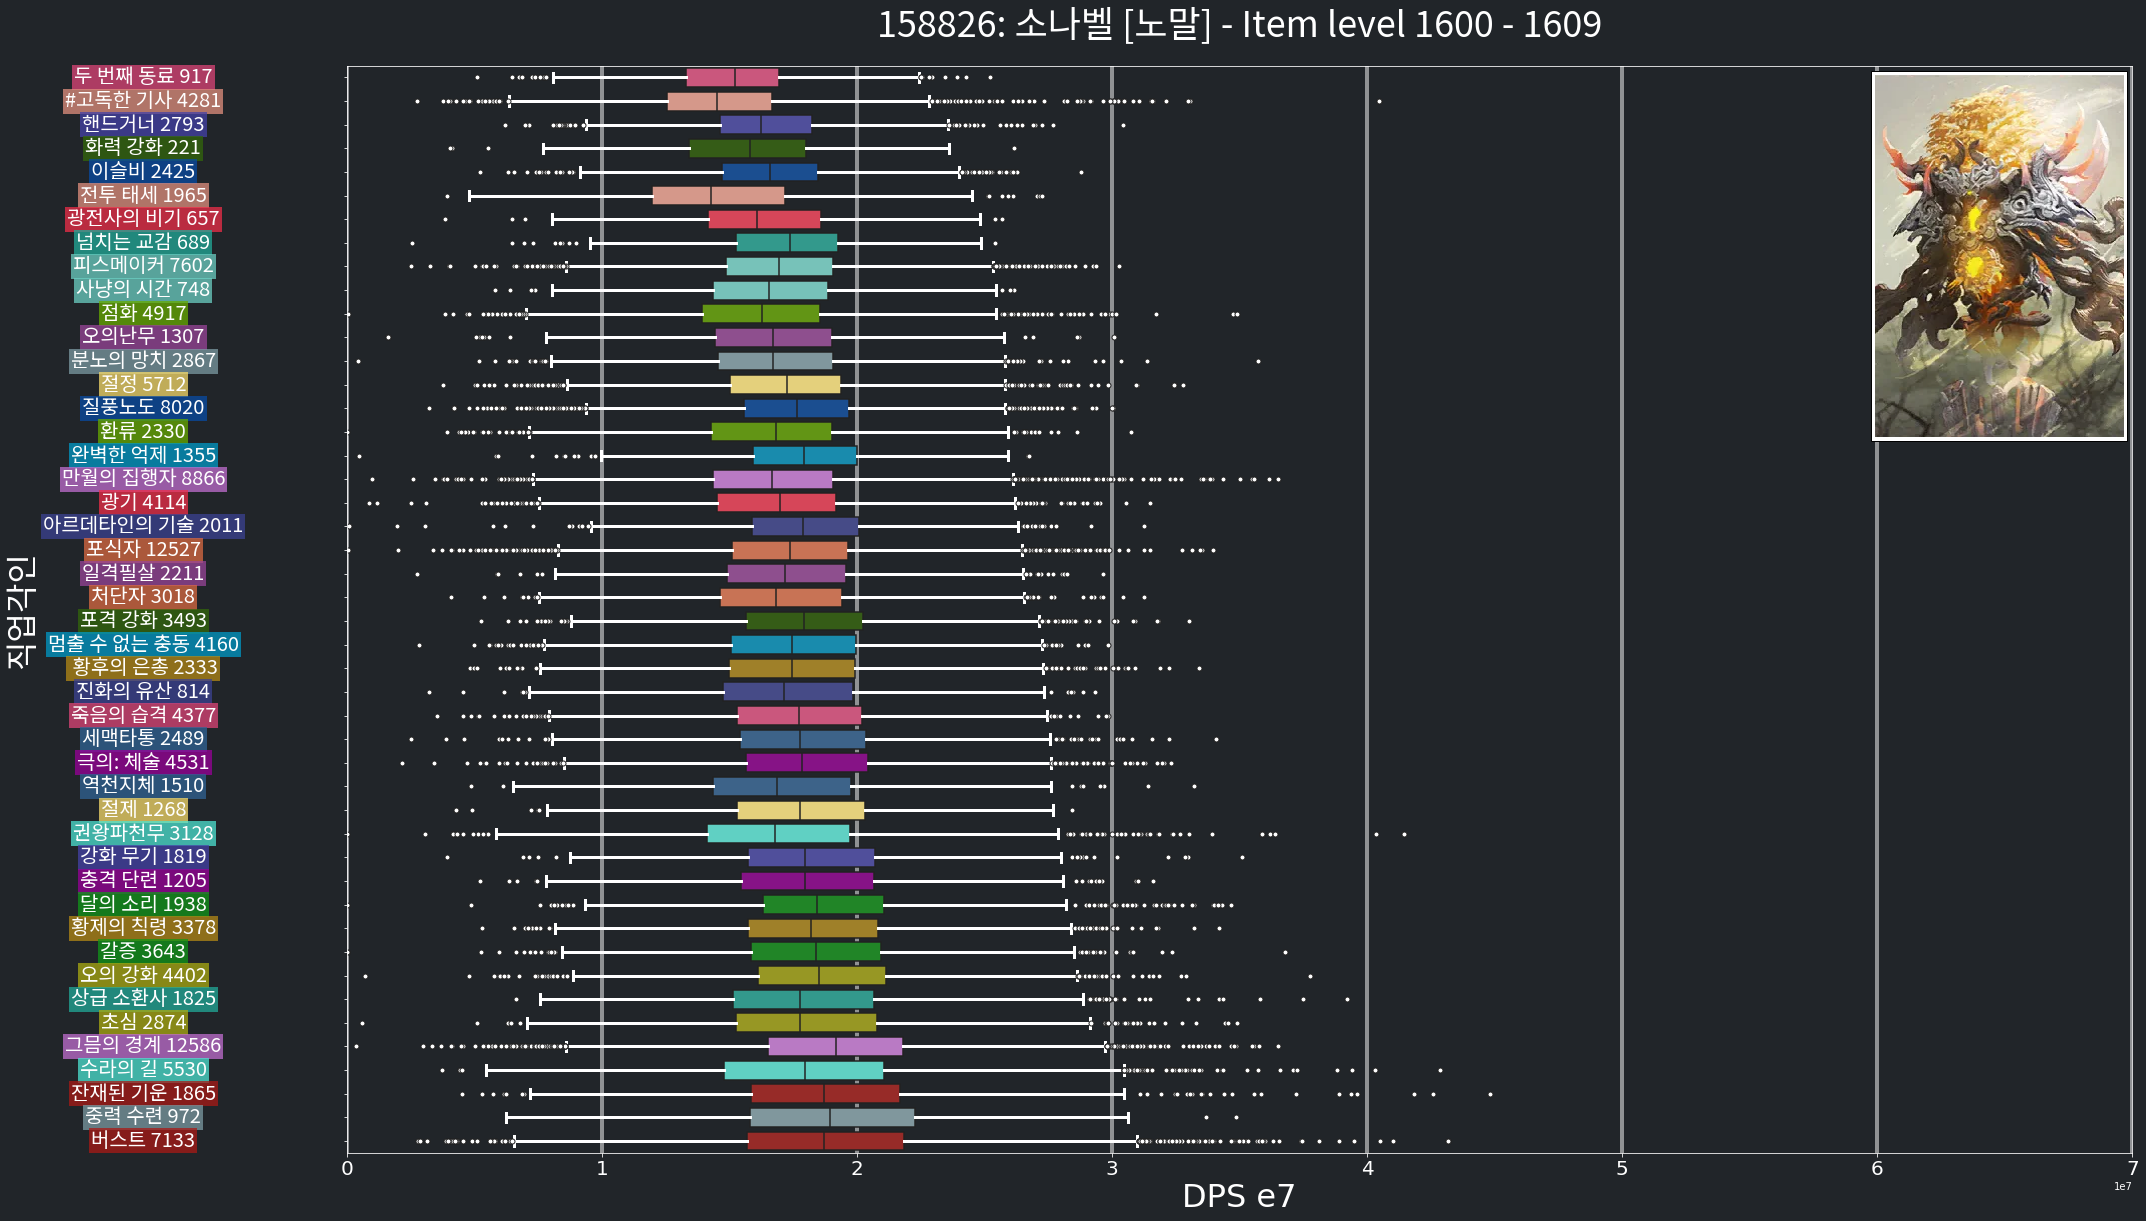 158826: 소나벨 [노말] - Item level 1600 - 1609
직업각인
두 번째 동료 917
#고독한 기사 4281
핸드거너 2793
화력 강화 221
이슬비 2425
전투 태세 1965
광전사의 비기 657
넘치는 교감 689
피스메이커 7602
사냥의 시간 748
점화 4917
오의난무 1307
분노의 망치 2867
절정 5712
질풍노도 8020
환류 2330
완벽한 억제 1355
만월의 집행자 8866
광기 4114
아르데타인의 기술 2011
포식자 12527
일격필살 2211
처단자 3018
포격 강화 3493
멈출 수 없는 충동 4160
황후의 은총 2333
진화의 유산 814
죽음의 습격 4377
세맥타통 2489
극의: 체술 4531
역천지체 1510
절제 1268
권왕파천무 3128
강화 무기 1819
충격 단련 1205
달의 소리 1938
황제의 칙령 3378
갈증 3643
오의 강화 4402
상급 소환사 1825
초심 2874
그믐의 경계 12586
수라의 길 5530
잔재된 기운 1865
중력 수련 972
버스트 7133
0 1 2 3 4 5 6 7
1e7
DPS e7